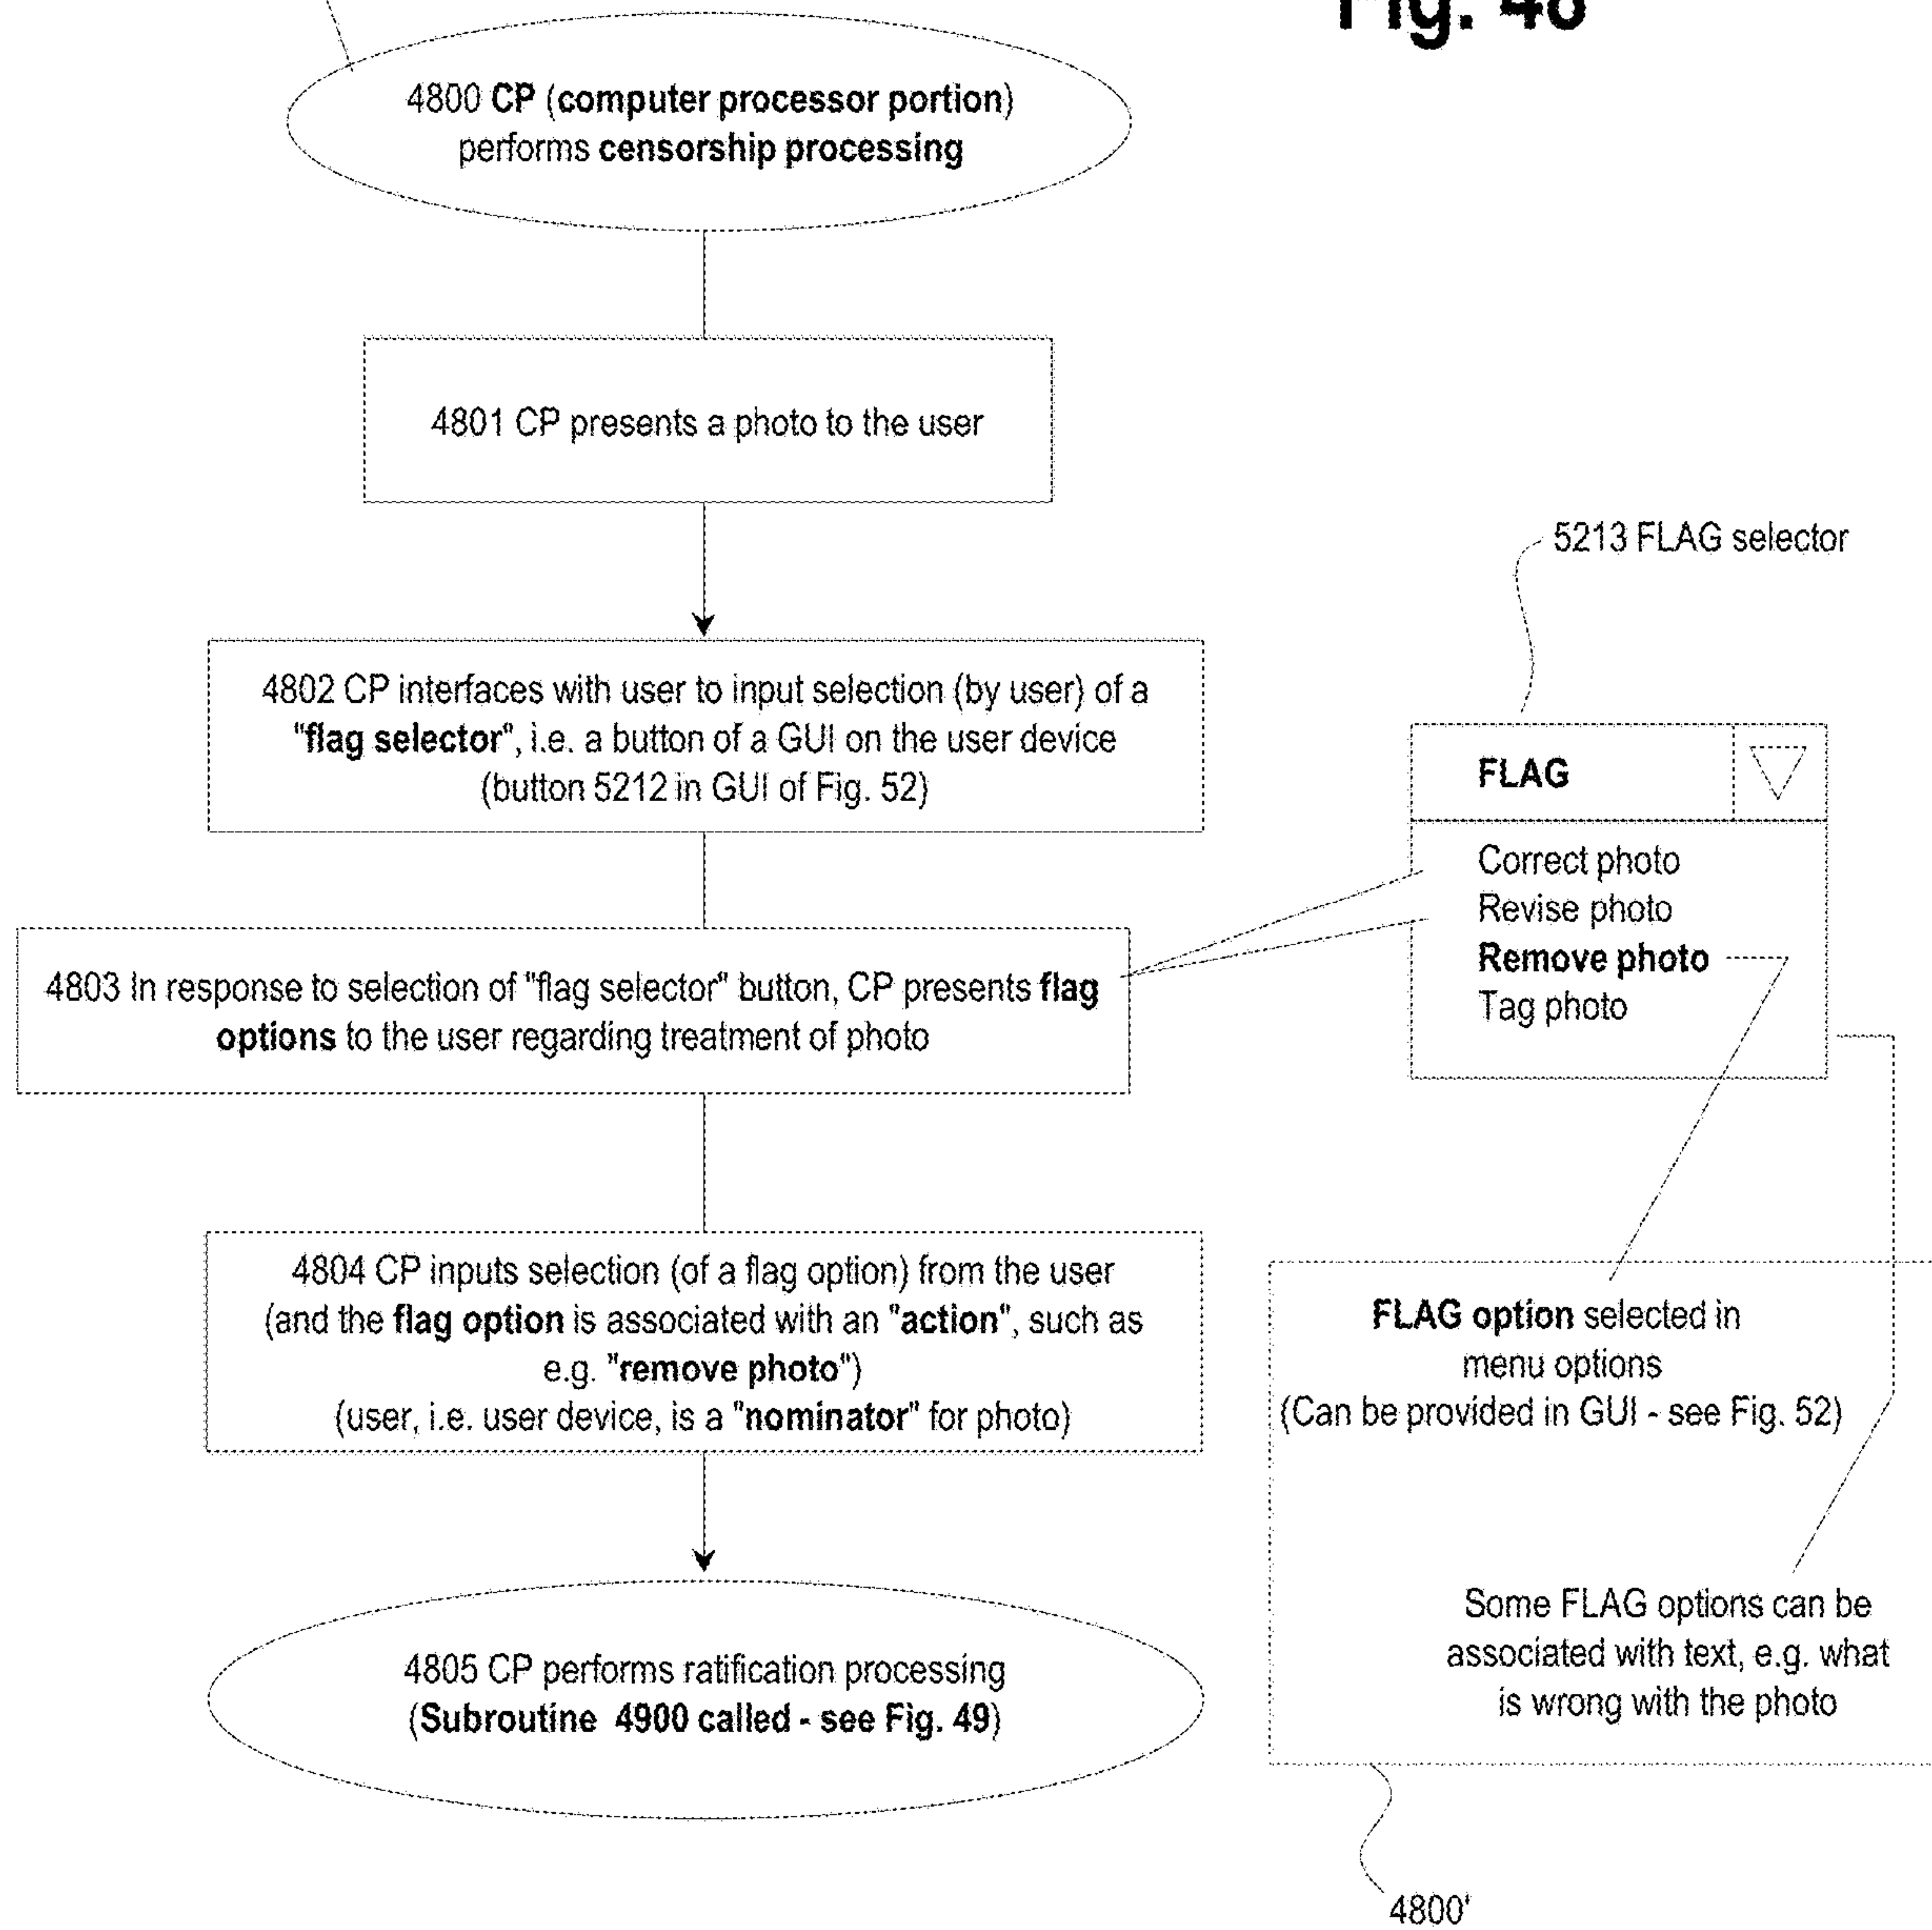 Fig. 48
4800 CP (computer processor portion)
performs censorship processing
4801 CP presents a photo to the user
4802 CP interfaces with user to input selection (by user) of a
"flag selector", i.e. a button of a GUI on the user device
(button 5212 in GUI of Fig. 52)
4803 In response to selection of "flag selector" button, CP presents flag
options to the user regarding treatment of photo
4804 CP inputs selection (of a flag option) from the user
(and the flag option is associated with an "action", such as
e.g. "remove photo")
(user, i.e. user device, is a "nominator" for photo)
4805 CP performs ratification processing
(Subroutine 4900 called - see Fig. 49)
5213 FLAG selector
FLAG
Correct photo
Revise photo
Remove photo
Tag photo
FLAG option selected in
menu options
(Can be provided in GUI - see Fig. 52)
Some FLAG options can be
associated with text, e.g. what
is wrong with the photo
4800'